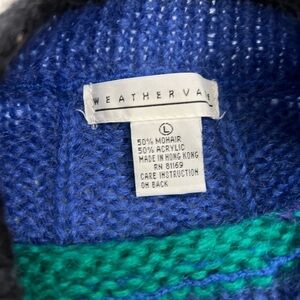 WEATHERVA
L
50% MOHAIR
50% ACRYLIC
MADE IN HONG KONG
RN 81169
CARE INSTRUCTION
ON BACK